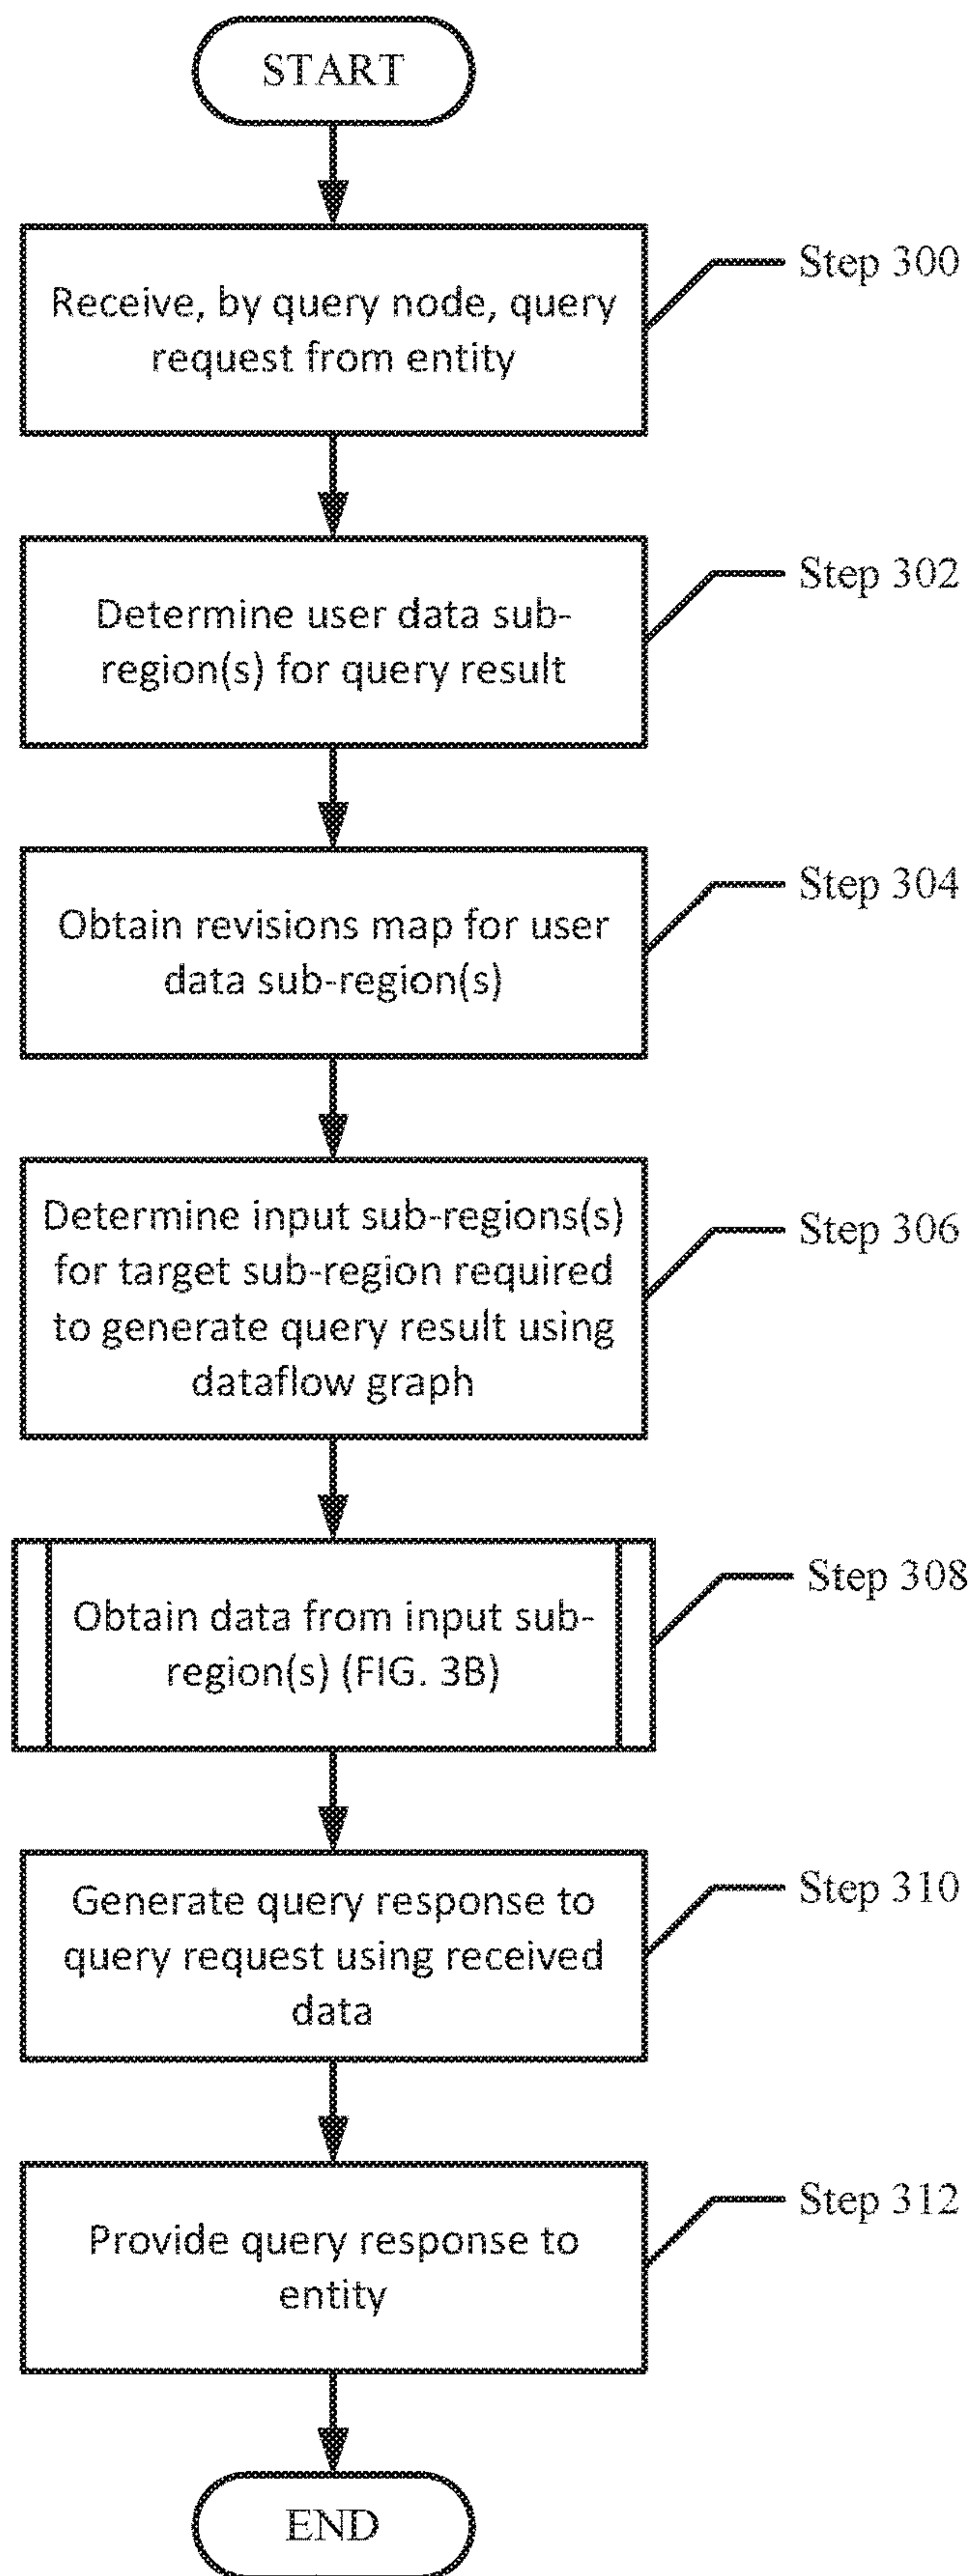 START
Receive, by query node, query
request from entity
Step 300
Determine user data sub-
region(s) for query result
Step 302
Obtain revisions map for user
data sub-region(s)
Step 304
Determine input sub-regions(s)
for target sub-region required
to generate query result using
dataflow graph
Step 306
Obtain data from input sub-
region(s) (FIG. 3B)
Step 308
Generate query response to
query request using received
data
Step 310
Provide query response to
entity
Step 312
END